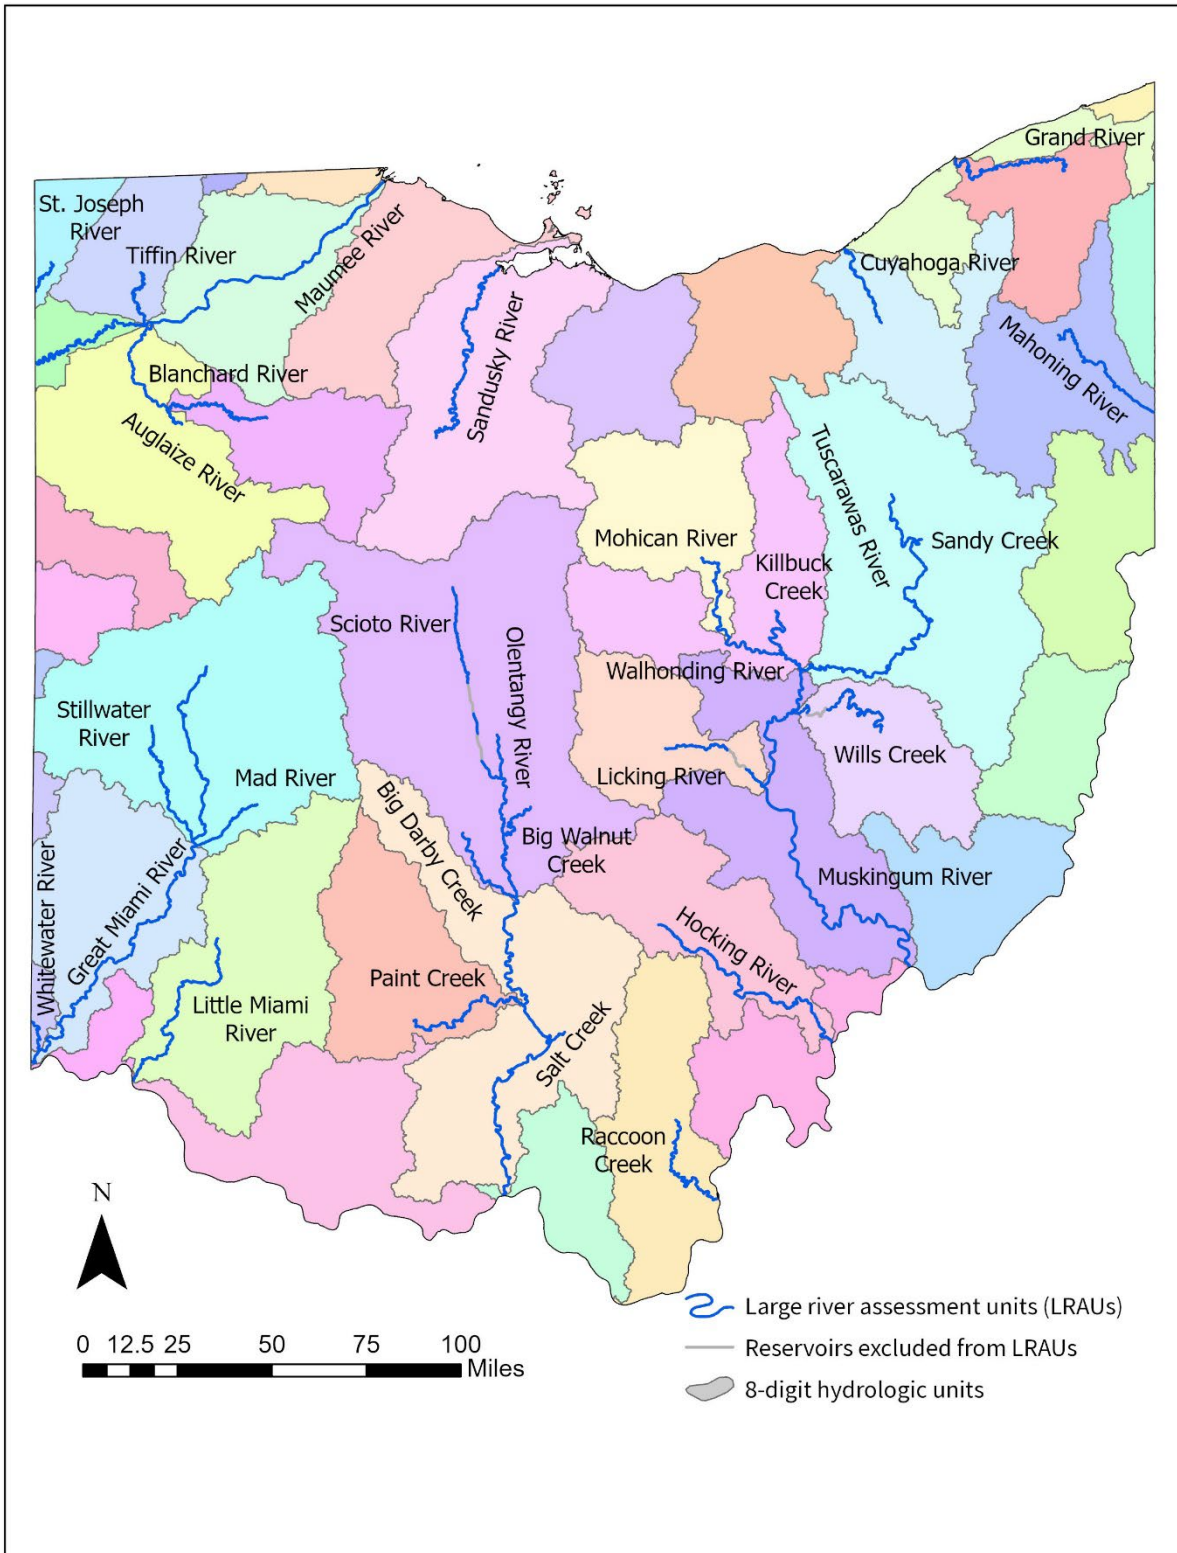 Grand River
St. Joseph
River
Tiffin River
Maumee River
Cuyahoga River
Sandusky River
Mahoning River
Blanchard River
Auglaize River
Tuscarawas River
Mohican River
Sandy Creek
Killbuck
Creek
Scioto River
Olentangy River
Walhonding River
Stillwater
River
Wills Creek
Mad River
Licking River
Big Darby Creek
Big Walnut
Creek
Muskingum River
Whitewater River
Great Miami River
Hocking River
Paint Creek
Little Miami
River
Salt Creek
Raccoon
Creek
N
Large river assessment units (LRAUs)
0 12.5 25 50 75 100
Miles
Reservoirs excluded from LRAUs
8-digit hydrologic units